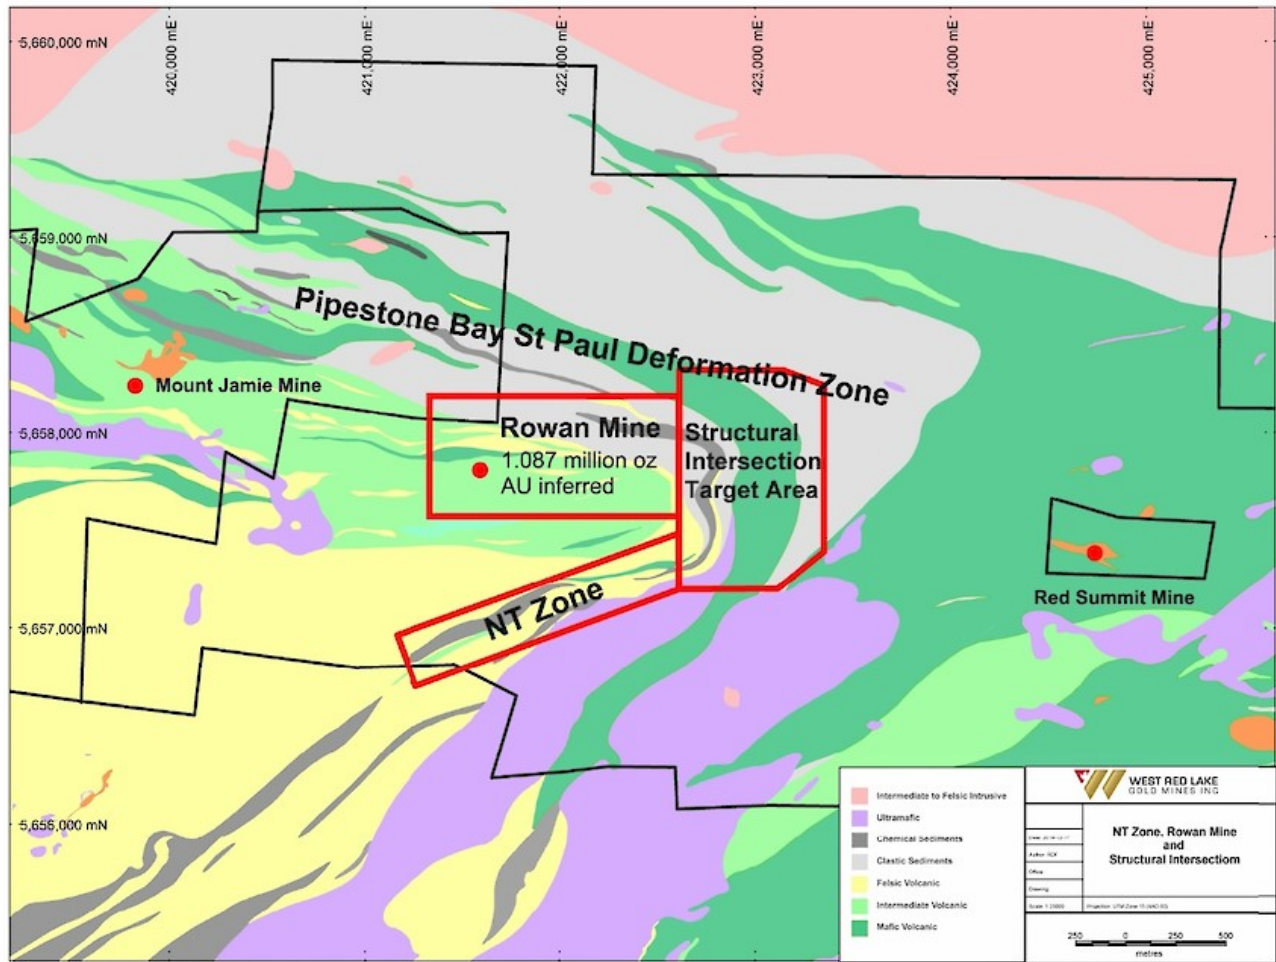 5,660,000 mN
420,000 mE
421,000 mE
422,000 mE
423,000 mE
424,000 mE
425,000 mE
5,659,000 mN
Pipestone Bay St Paul Deformation Zone
Mount Jamie Mine
5,658,000 mN
Rowan Mine
1.087 million oz
AU inferred
Structural
Intersection
Target Area
NT Zone
Red Summit Mine
5,657,000 mN
5,656,000 mN
Intermediate to Felsic Intrusive
Ultramafic
Chemical Sediments
Clastic Sediments
Felsic Volcanic
Intermediate Volcanic
Mafic Volcanic
WEST RED LAKE
GOLD MINES INC
NT Zone, Rowan Mine
and
Structural Intersectiom
Office
Drawing
250 0 250 500
metres